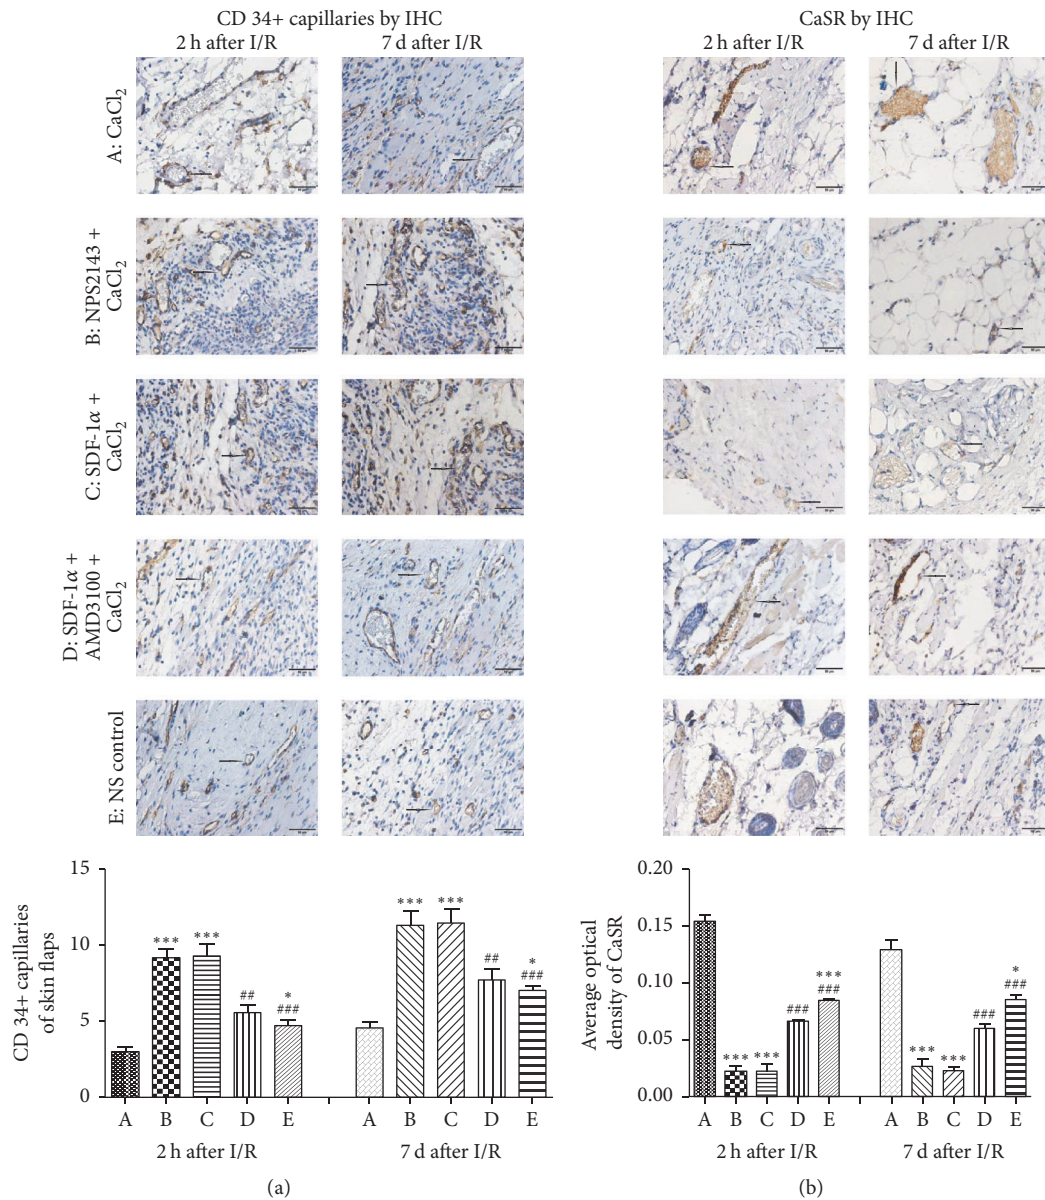 CD 34+ capillaries by IHC
2 h after I/R
7 d after I/R
A: CaCl2
B: NPS2143 +
CaCl2
C: SDF-1α +
CaCl2
D: SDF-1α +
AMD3100 +
CaCl2
E: NS control
CD 34+ capillaries
of skin flaps
15
10
5
0
*** *** ## * ###
*** *** ## * ###
A B C D E
A B C D E
2 h after I/R
7 d after I/R
(a)
CaSR by IHC
2 h after I/R
7 d after I/R
Average optical
density of CaSR
0.20
0.15
0.10
0.05
0.00
*** *** ### *** ###
*** *** ### * ###
A B C D E
A B C D E
2 h after I/R
7 d after I/R
(b)